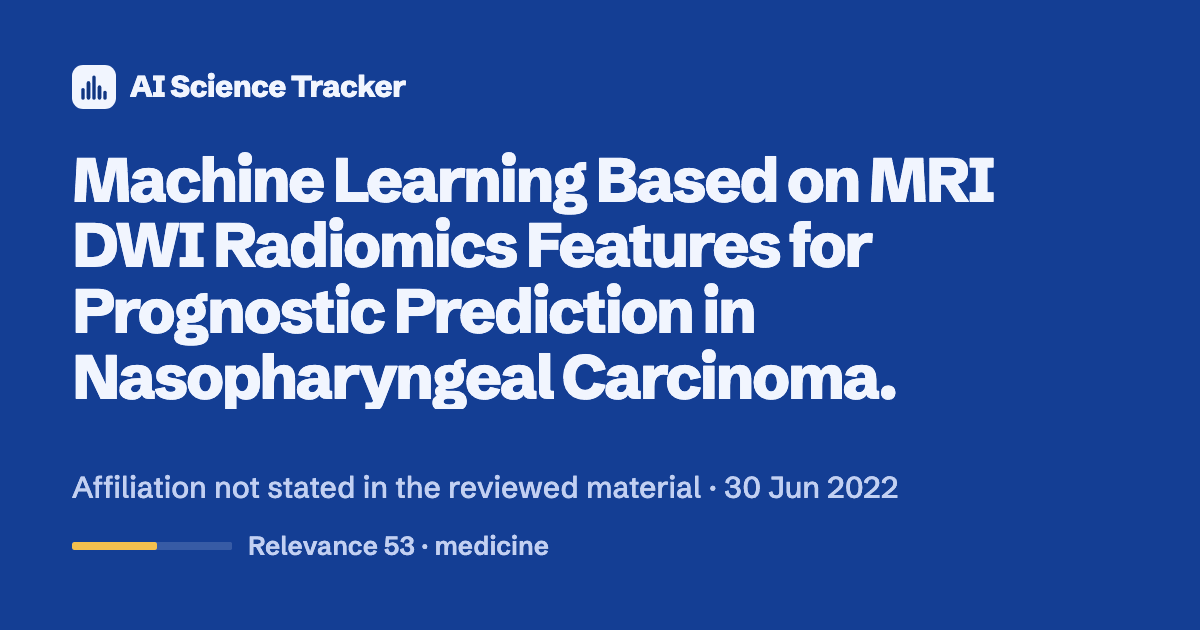 AI Science Tracker
Machine Learning Based on MRI
DWI Radiomics Features for
Prognostic Prediction in
Nasopharyngeal Carcinoma.
Affiliation not stated in the reviewed material · 30 Jun 2022
Relevance 53 · medicine